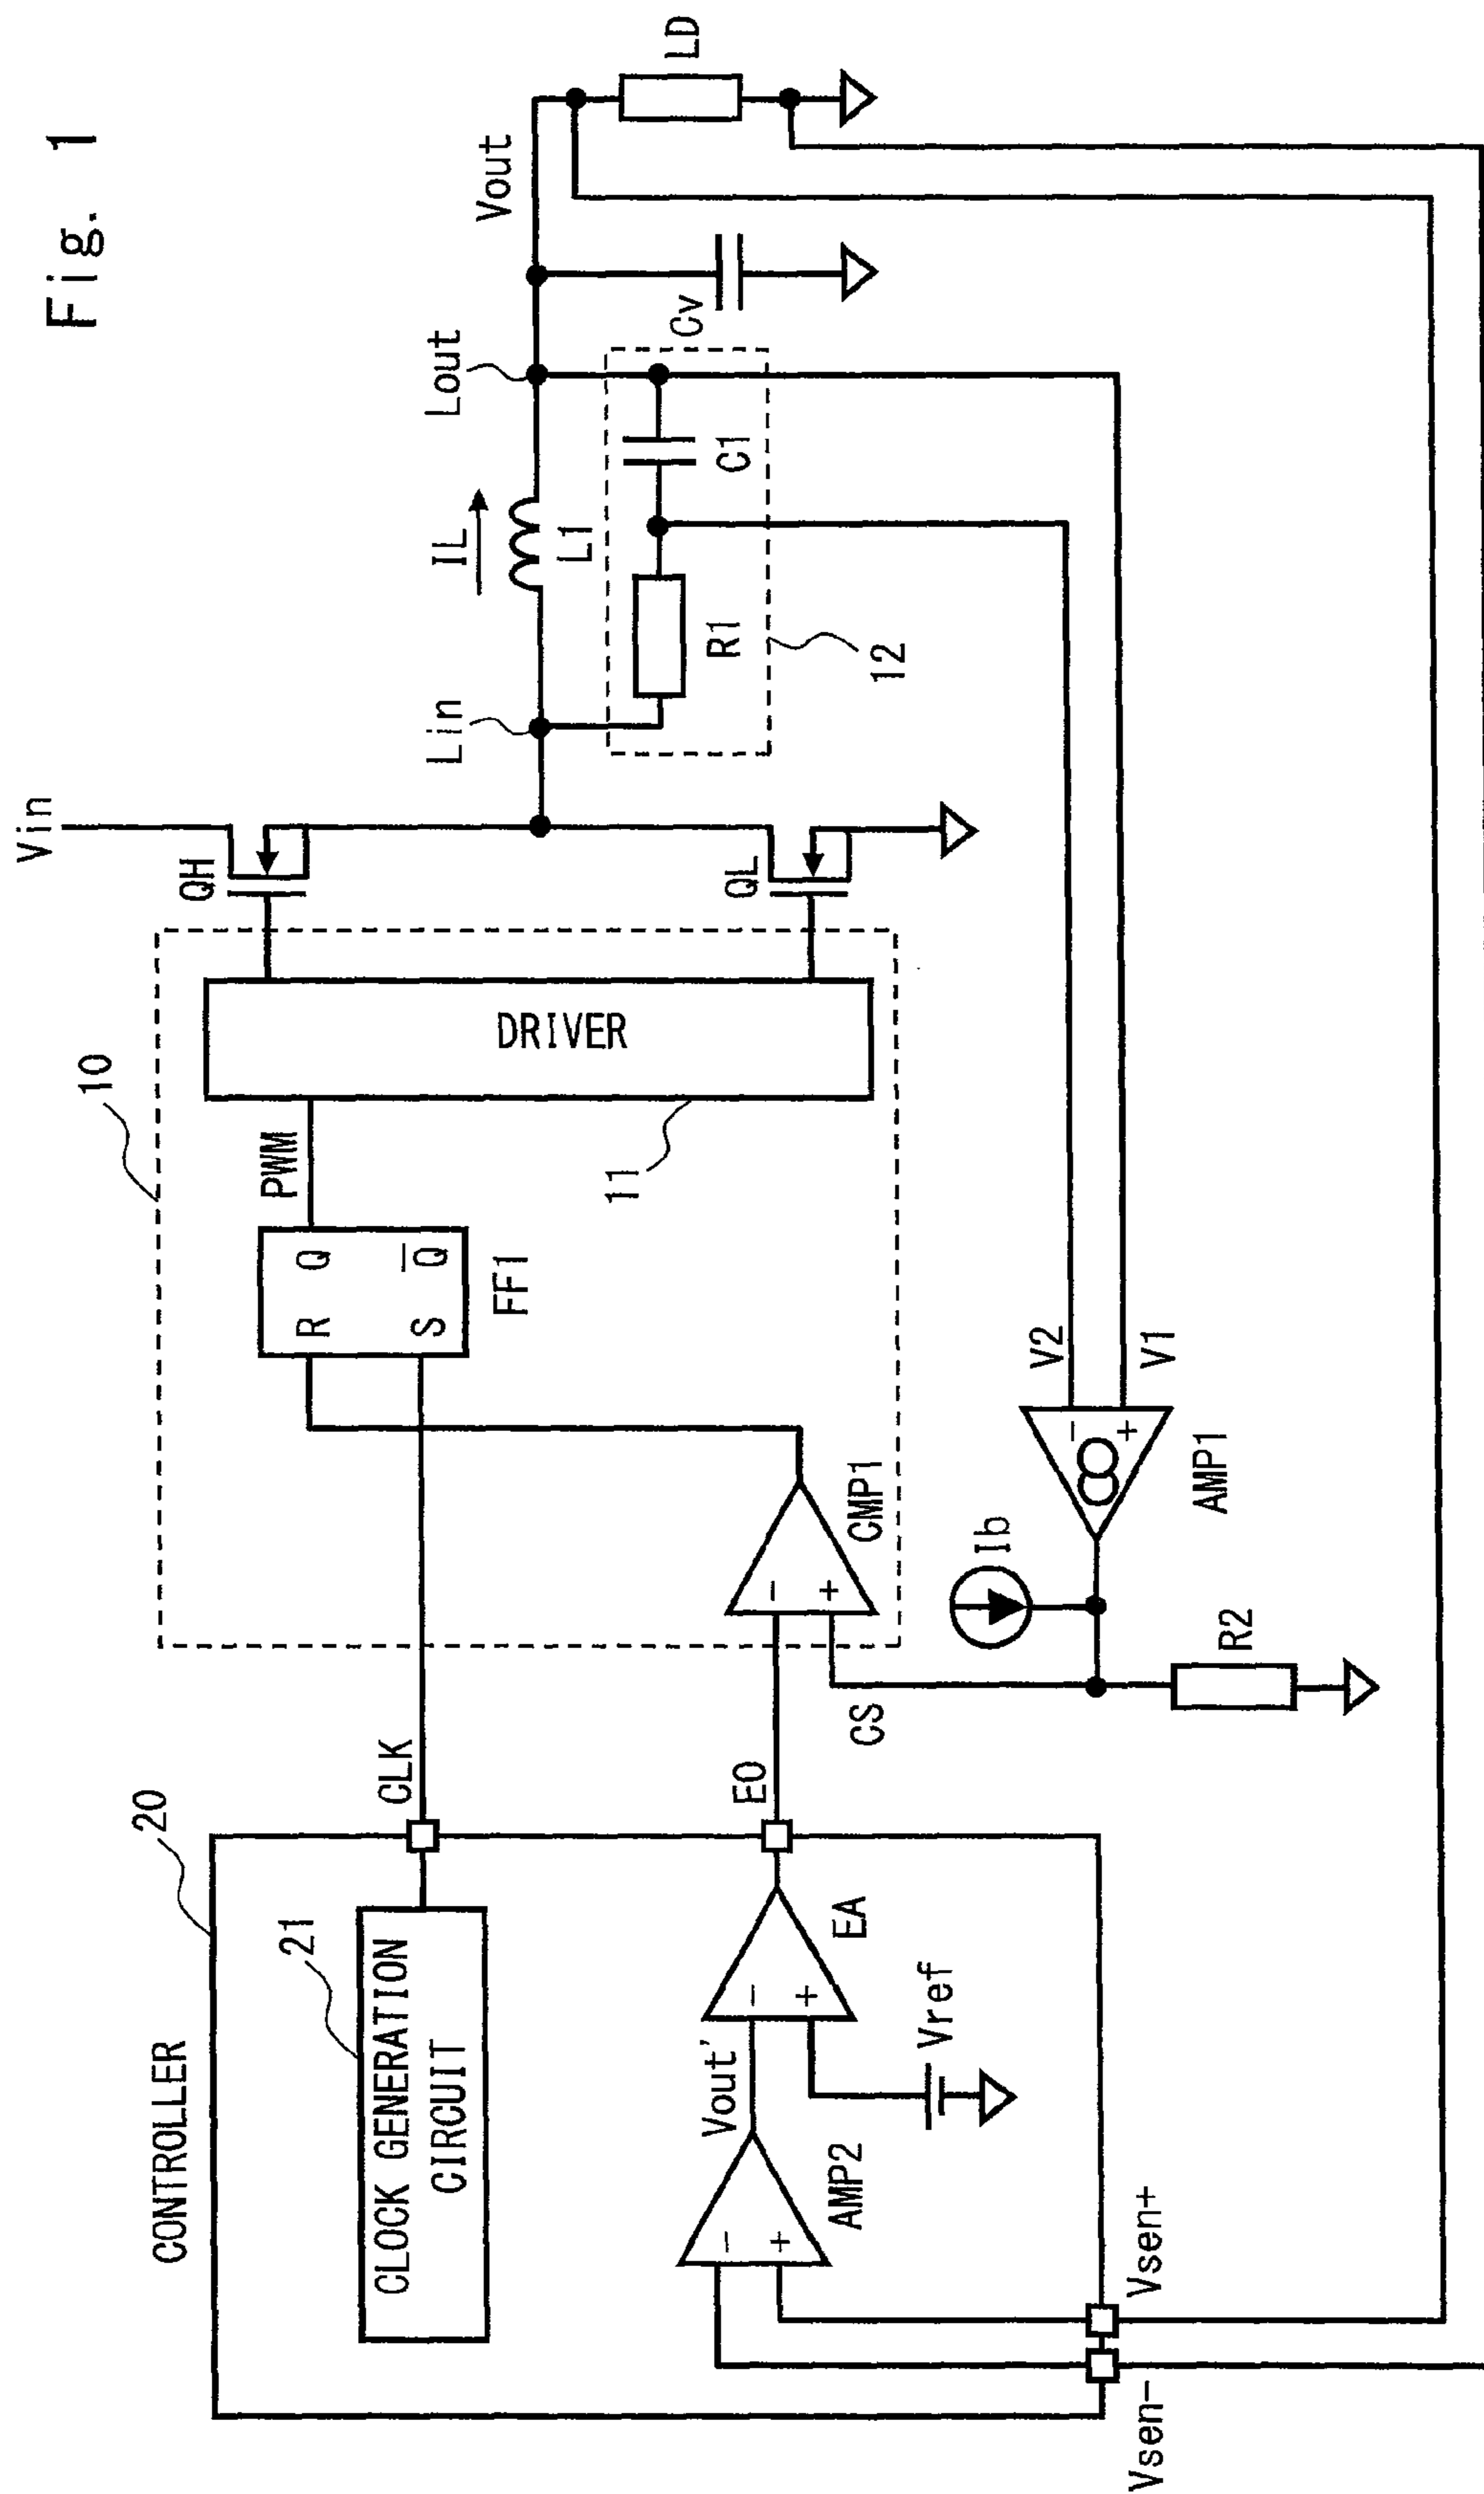 Fig. 1
Vin
QH
QL
Lin
Lout
Vout
IL
L1
R1
C1
12
Cv
LD
10
DRIVER
11
PWM
R Q
S Q̅
FF1
CMP1
-
+
CLK
EO
CS
Ib
R2
AMP1
-
+
V2
V1
20
CONTROLLER
21
CLOCK GENERATION
CIRCUIT
EA
-
+
Vref
Vout'
AMP2
-
+
Vsen+
Vsen-